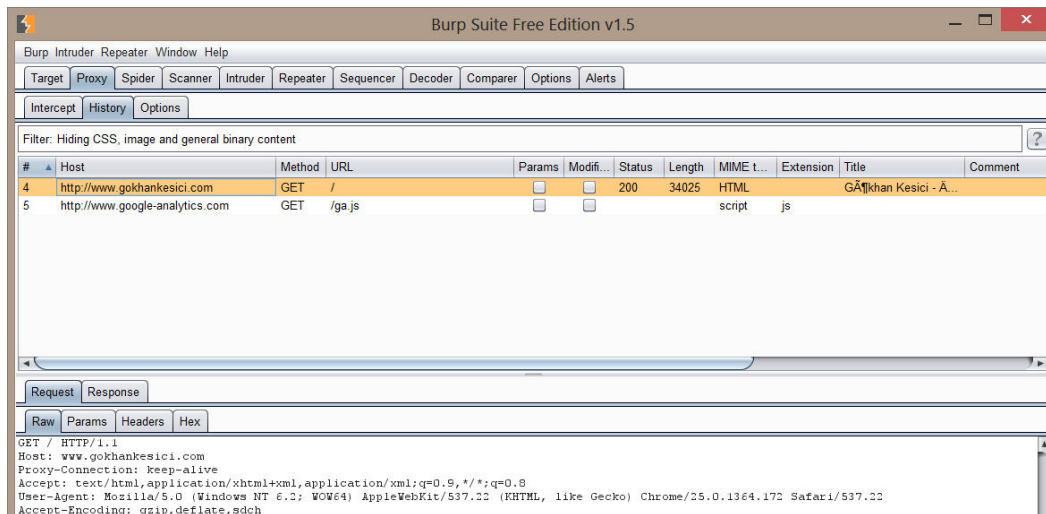 Burp Suite Free Edition v1.5
Burp Intruder Repeater Window Help
Target Proxy Spider Scanner Intruder Repeater Sequencer Decoder Comparer Options Alerts
Intercept History Options
Filter: Hiding CSS, image and general binary content ?
# Host Method URL Params Modifi... Status Length MIME t... Extension Title Comment
4 http://www.gokhankesici.com GET / 200 34025 HTML Gökhan Kesici - Ä...
5 http://www.google-analytics.com GET /ga.js script js
Request Response
Raw Params Headers Hex
GET / HTTP/1.1
Host: www.gokhankesici.com
Proxy-Connection: keep-alive
Accept: text/html,application/xhtml+xml,application/xml;q=0.9,*/*;q=0.8
User-Agent: Mozilla/5.0 (Windows NT 6.2; WOW64) AppleWebKit/537.22 (KHTML, like Gecko) Chrome/25.0.1364.172 Safari/537.22
Accept-Encoding: gzip,deflate,sdch